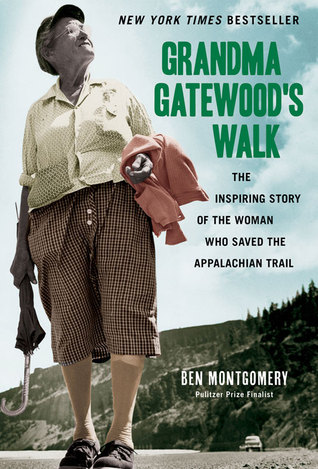 NEW YORK TIMES BESTSELLER
GRANDMA
GATEWOOD'S
WALK
THE
INSPIRING STORY
OF THE WOMAN
WHO SAVED THE
APPALACHIAN TRAIL
BEN MONTGOMERY
Pulitzer Prize Finalist